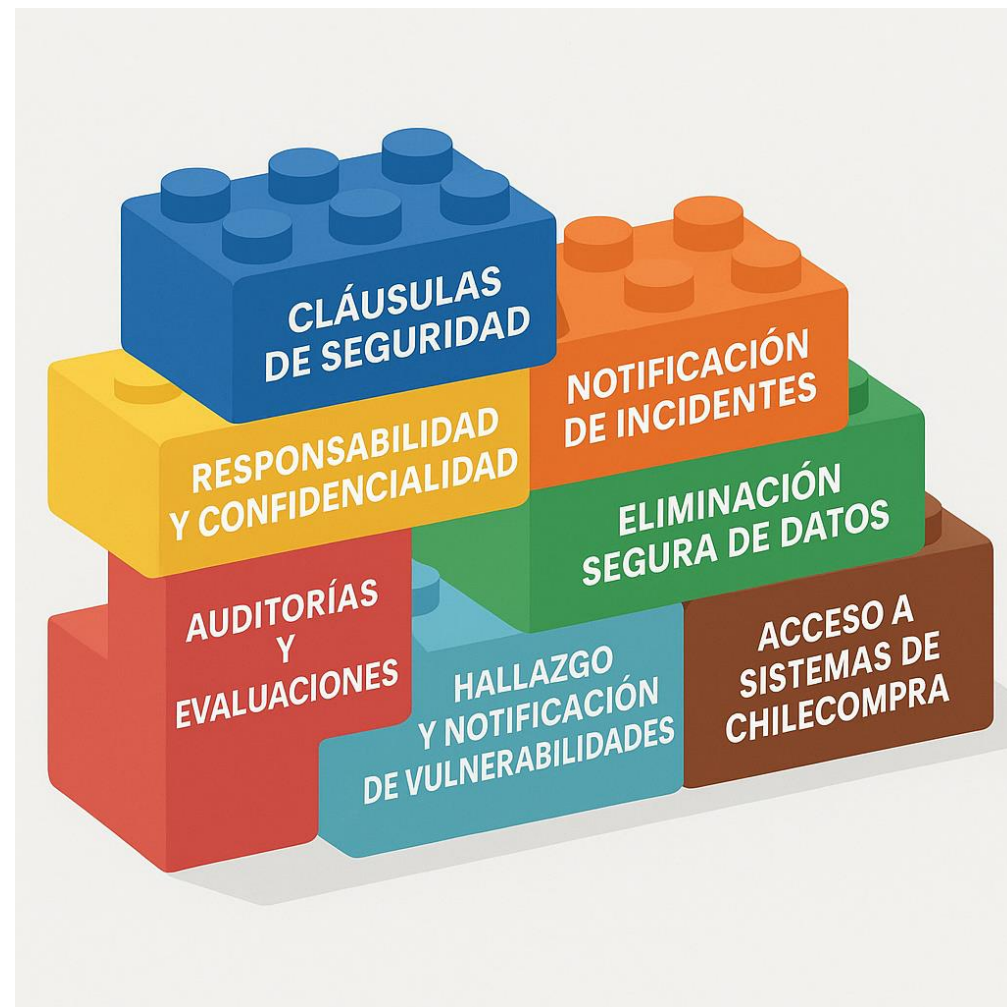 CLÁUSULAS
DE SEGURIDAD
NOTIFICACIÓN
DE INCIDENTES
RESPONSABILIDAD
Y CONFIDENCIALIDAD
ELIMINACIÓN
SEGURA DE DATOS
AUDITORÍAS
Y
EVALUACIONES
HALLAZGO
Y NOTIFICACIÓN
DE VULNERABILIDADES
ACCESO A
SISTEMAS DE
CHILECOMPRA